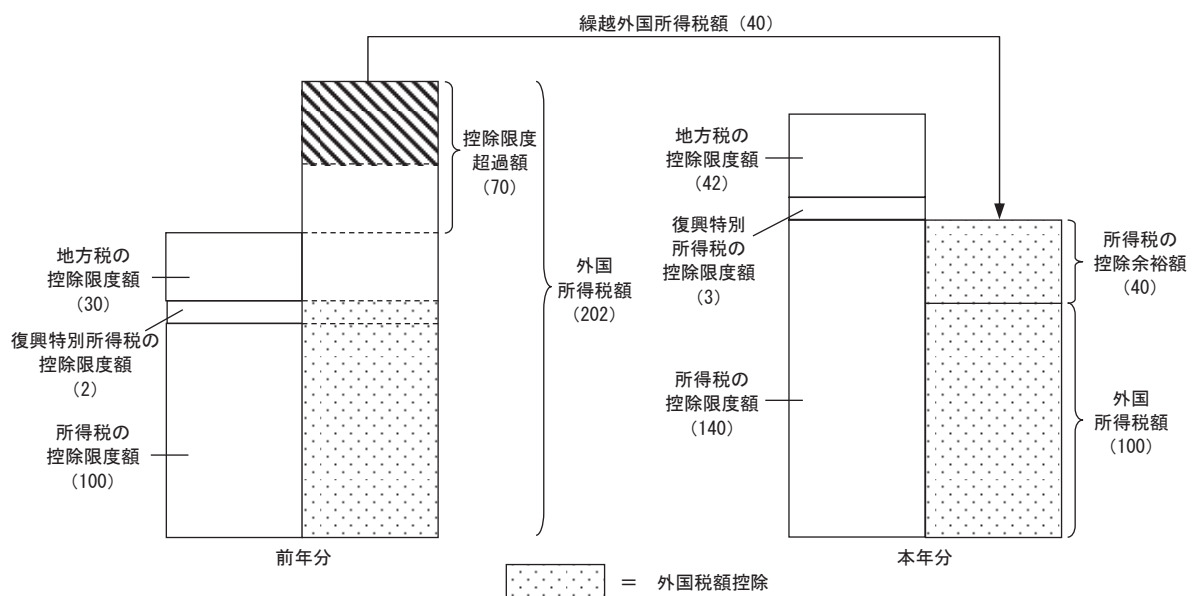 繰越外国所得税額（40）
控除限度
超過額
（70）
地方税の
控除限度額
（30）
復興特別所得税の
控除限度額
（2）
所得税の
控除限度額
（100）
外国
所得税額
（202）
前年分
地方税の
控除限度額
（42）
復興特別
所得税の
控除限度額
（3）
所得税の
控除限度額
（140）
所得税の
控除余裕額
（40）
外国
所得税額
（100）
本年分
＝　外国税額控除